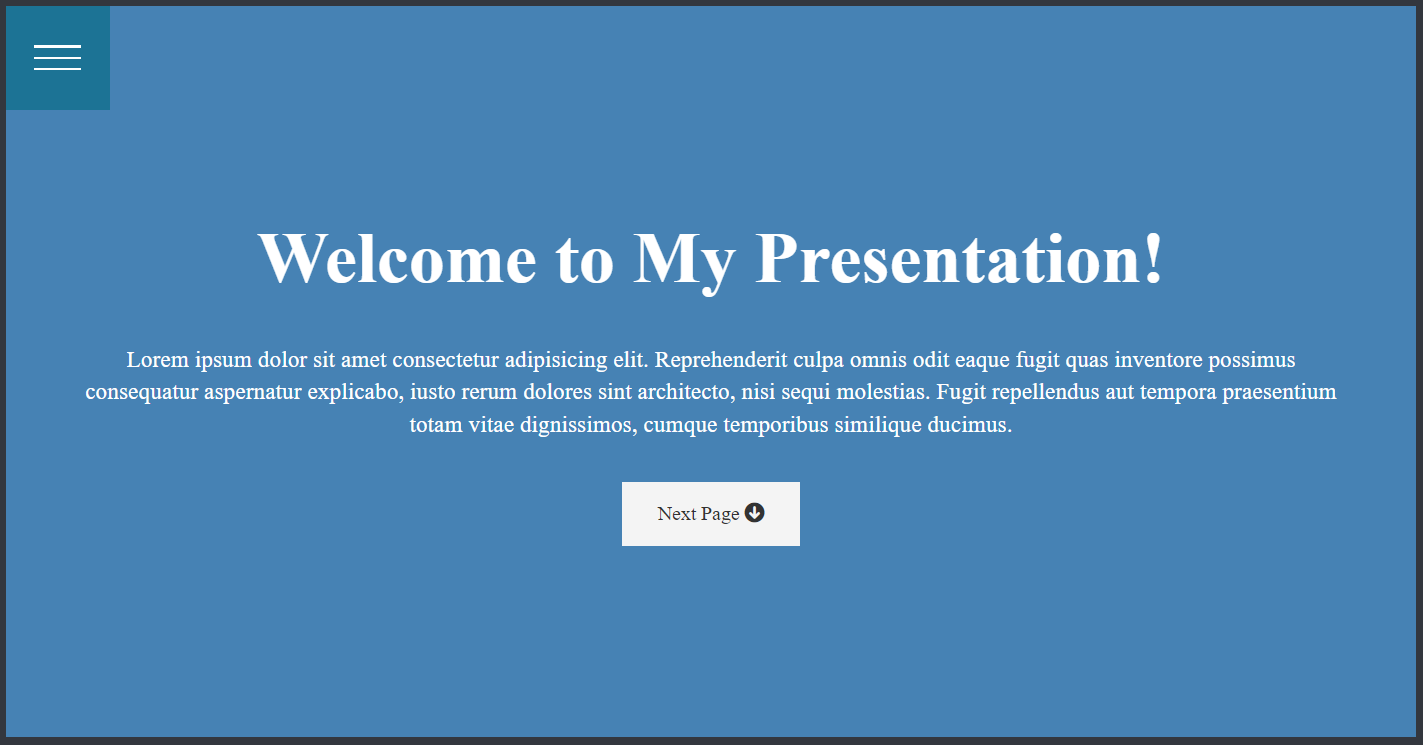 Welcome to My Presentation!
Lorem ipsum dolor sit amet consectetur adipisicing elit. Reprehenderit culpa omnis odit eaque fugit quas inventore possimus
consequatur aspernatur explicabo, iusto rerum dolores sint architecto, nisi sequi molestias. Fugit repellendus aut tempora praesentium
totam vitae dignissimos, cumque temporibus similique ducimus.
Next Page